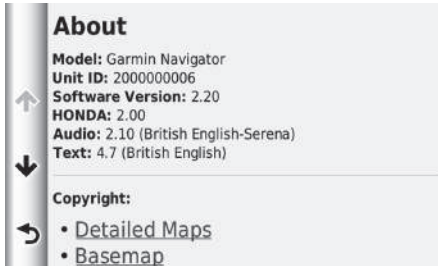 About
Model: Garmin Navigator
Unit ID: 2000000006
Software Version: 2.20
HONDA: 2.00
Audio: 2.10 (British English-Serena)
Text: 4.7 (British English)
Copyright:
• Detailed Maps
• Basemap